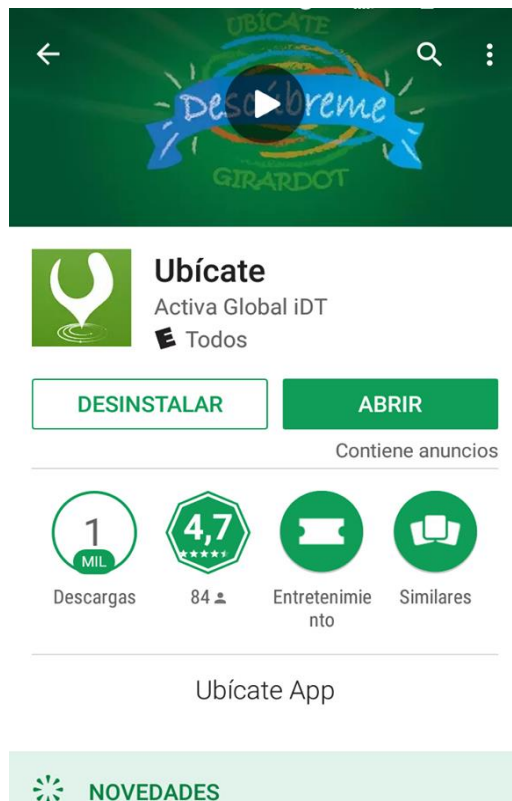 UBÍCATE
Descúbreme
GIRARDOT
Ubícate
Activa Global iDT
E Todos
DESINSTALAR
ABRIR
Contiene anuncios
1
MIL
4,7
Descargas
84
Entretenimie
nto
Similares
Ubícate App
NOVEDADES